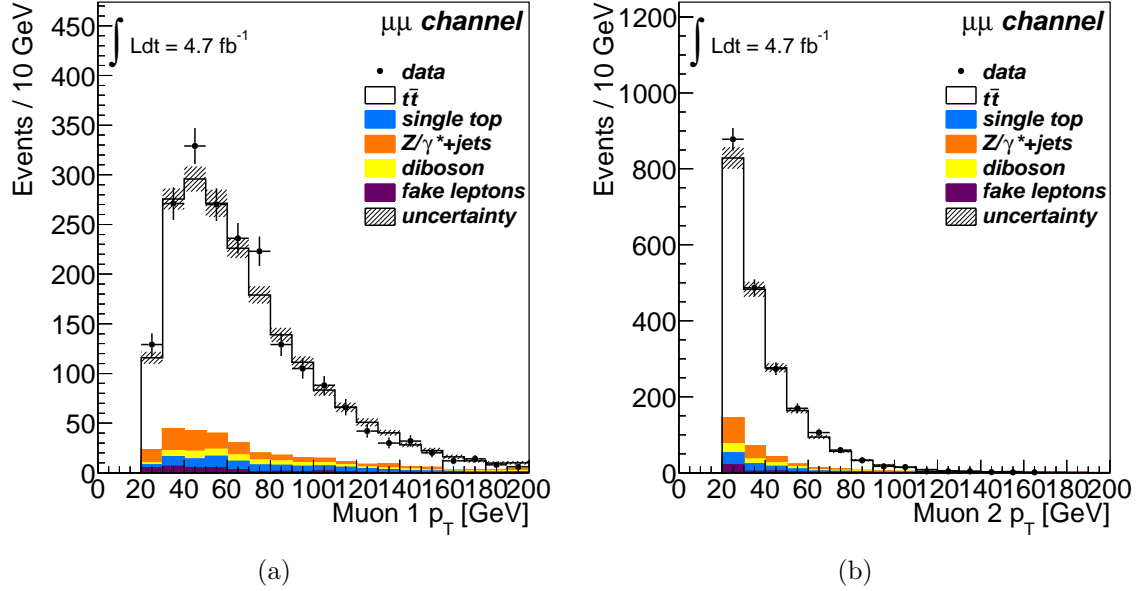 μμ channel
∫ Ldt = 4.7 fb⁻¹
data
tt̄
single top
Z/γ*+jets
diboson
fake leptons
uncertainty
Events / 10 GeV
450
400
350
300
250
200
150
100
50
0
0 20 40 60 80 100 120 140 160 180 200
Muon 1 p_T [GeV]
(a)
μμ channel
∫ Ldt = 4.7 fb⁻¹
data
tt̄
single top
Z/γ*+jets
diboson
fake leptons
uncertainty
Events / 10 GeV
1200
1000
800
600
400
200
0
0 20 40 60 80 100 120 140 160 180 200
Muon 2 p_T [GeV]
(b)